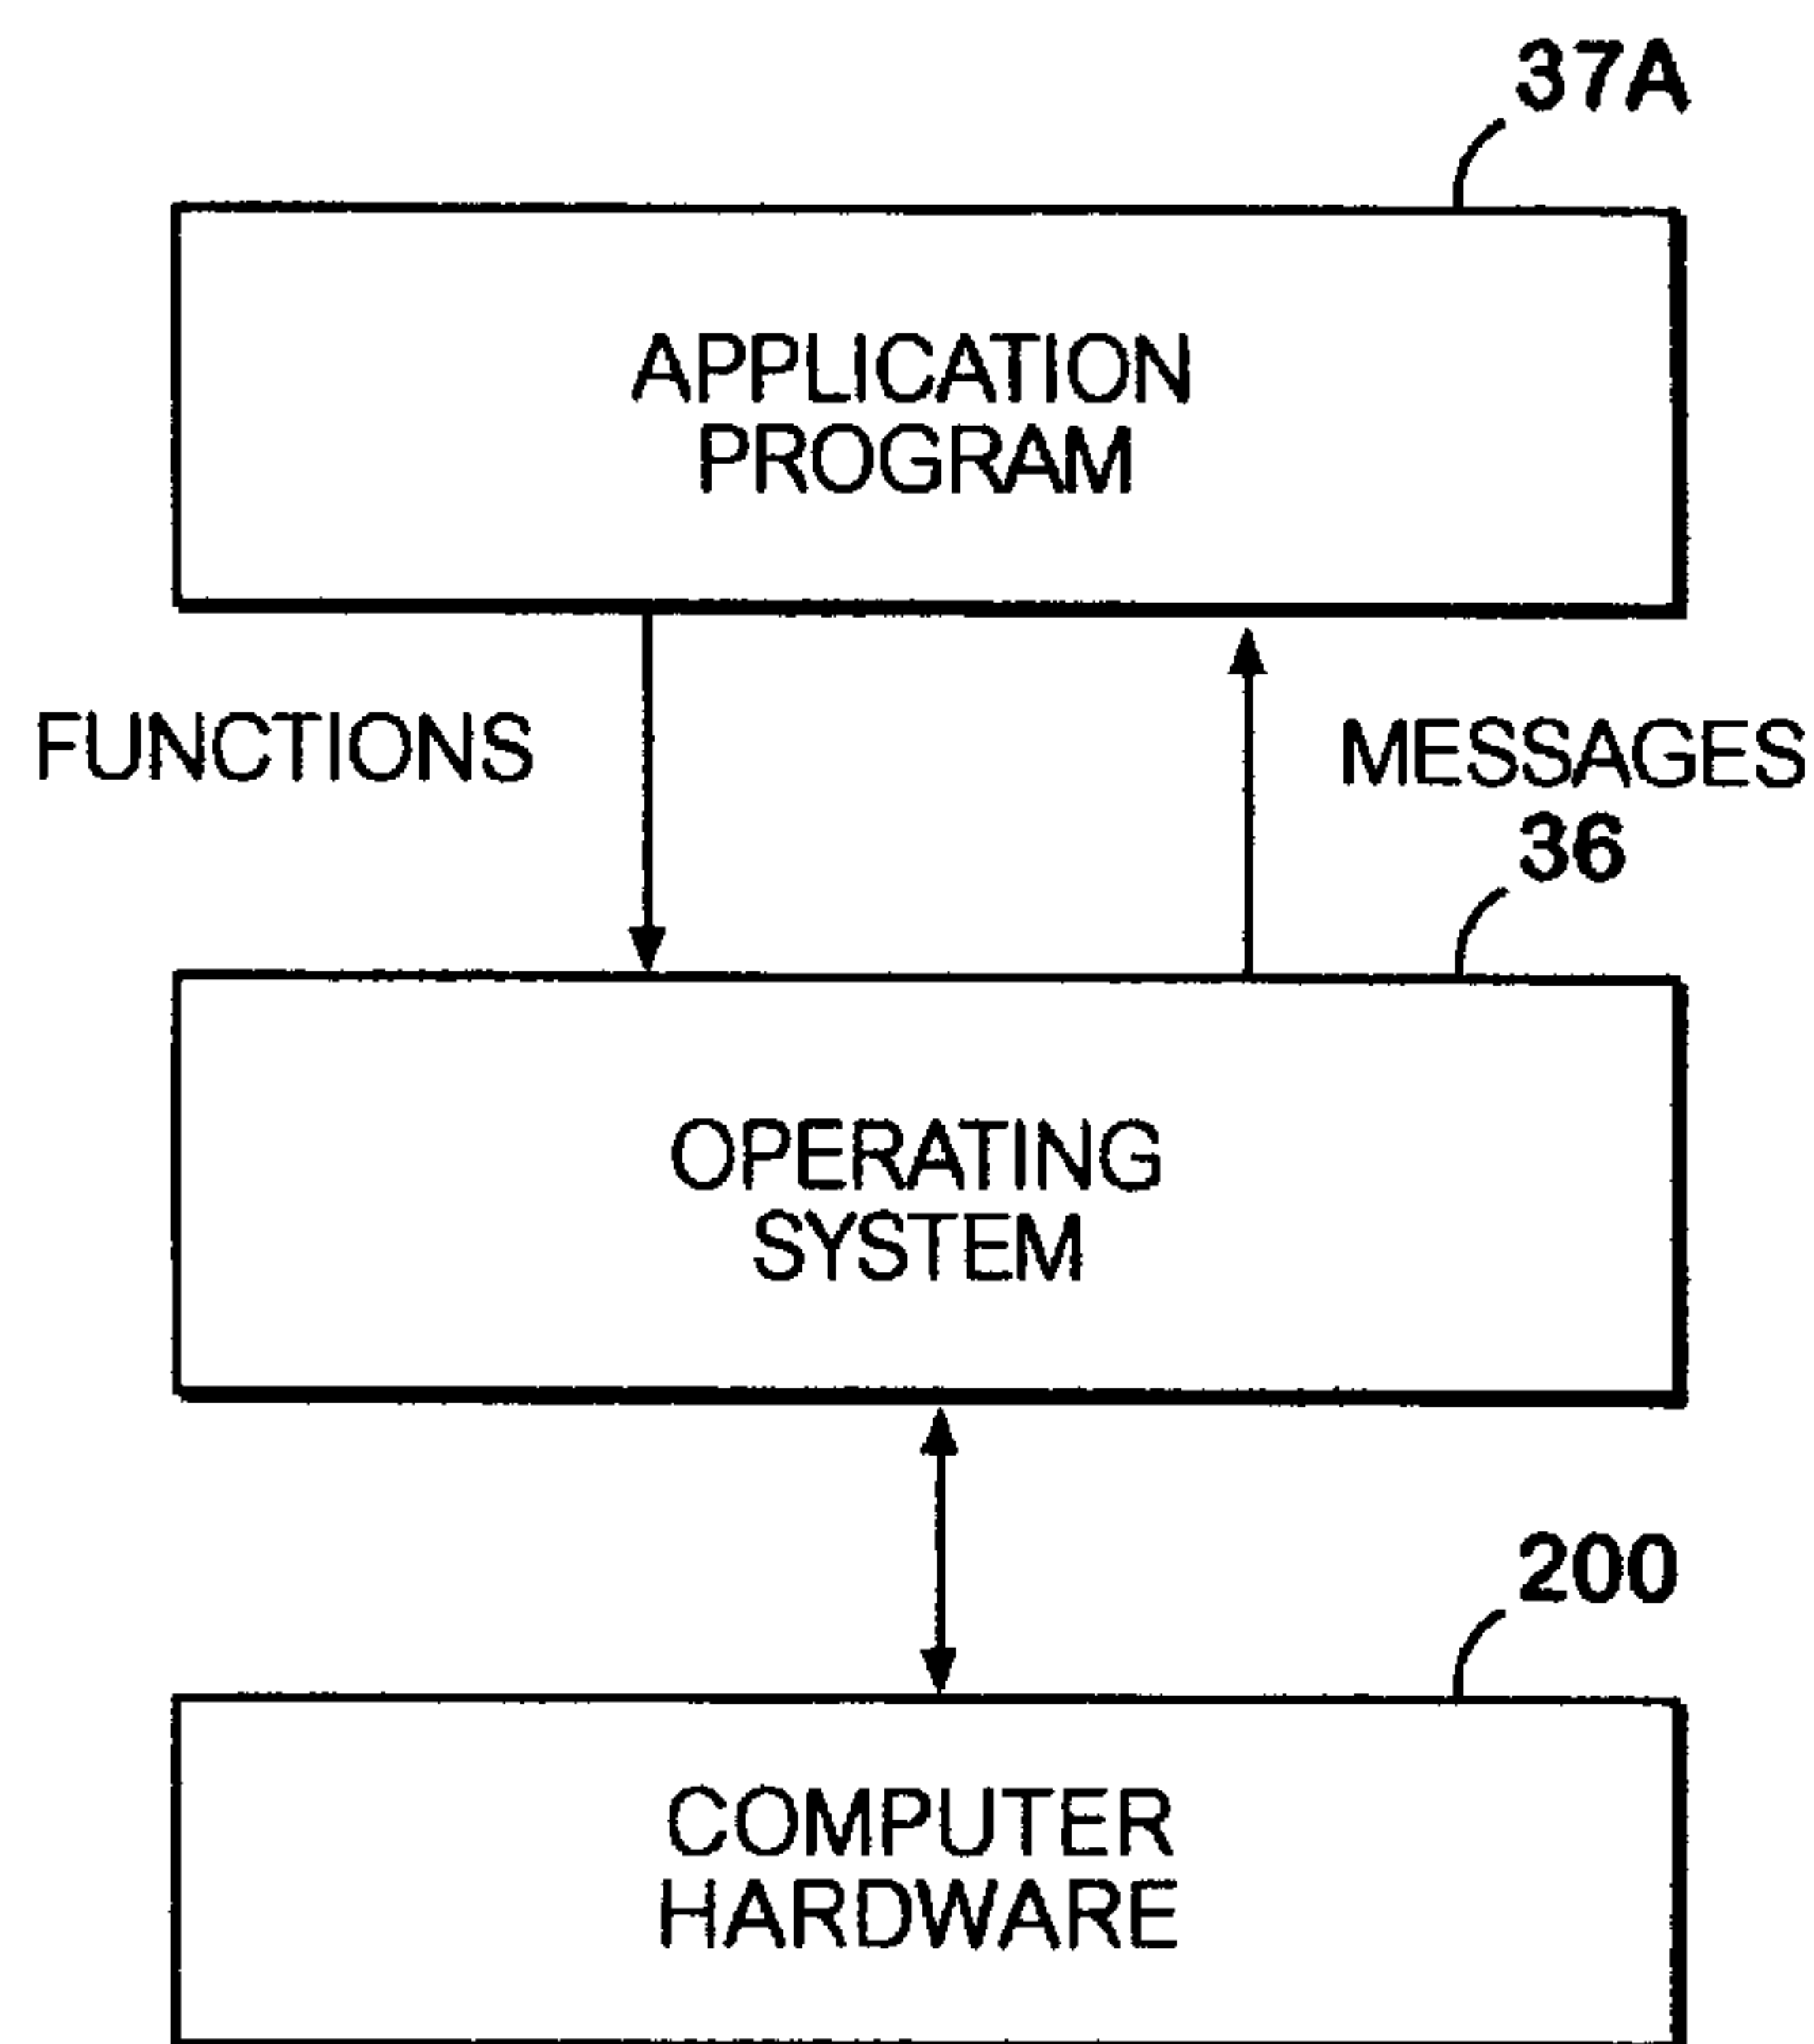 37A
APPLICATION
PROGRAM
FUNCTIONS
MESSAGES
36
OPERATING
SYSTEM
200
COMPUTER
HARDWARE